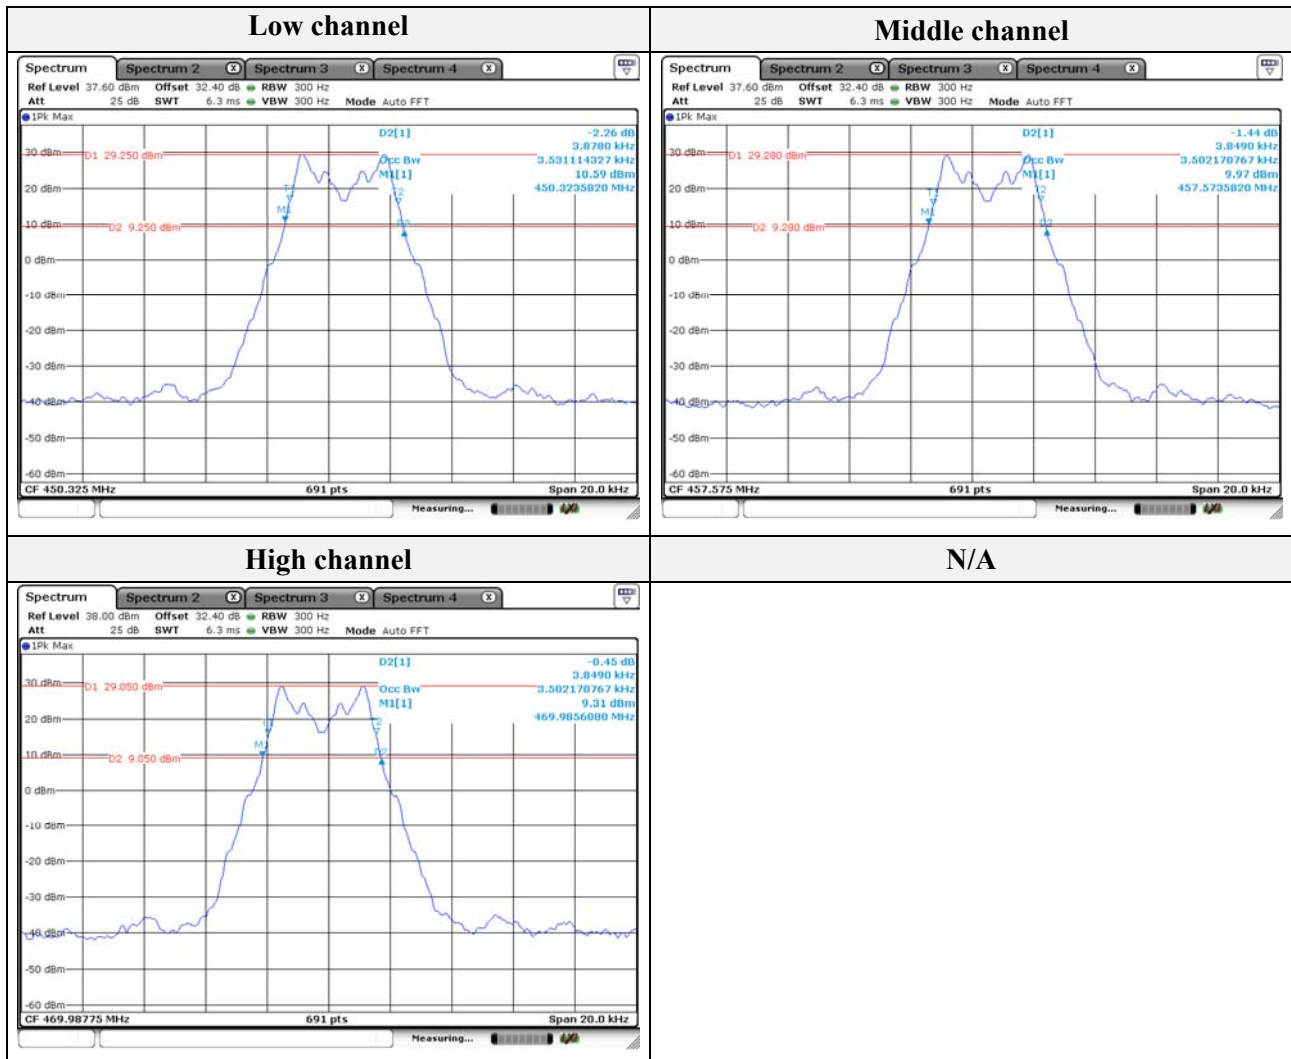 Low channel
Spectrum Spectrum 2 X Spectrum 3 X Spectrum 4 X
Ref Level 37.60 dBm Offset 32.40 dB RBW 300 Hz
Att 25 dB SWT 6.3 ms VBW 300 Hz Mode Auto FFT
1Pk Max
D2[1] -2.26 dB
3.8780 kHz
30 dBm D1 29.250 dBm
Occ Bw 3.531114327 kHz
M1[1] 10.59 dBm
450.3235820 MHz
20 dBm
T1 T2
M1
10 dBm
D2 9.250 dBm D2
0 dBm
-10 dBm
-20 dBm
-30 dBm
-40 dBm
-50 dBm
-60 dBm
CF 450.325 MHz 691 pts Span 20.0 kHz
Measuring... LXI
Middle channel
Spectrum Spectrum 2 X Spectrum 3 X Spectrum 4 X
Ref Level 37.60 dBm Offset 32.40 dB RBW 300 Hz
Att 25 dB SWT 6.3 ms VBW 300 Hz Mode Auto FFT
1Pk Max
D2[1] -1.44 dB
3.8490 kHz
30 dBm D1 29.280 dBm
Occ Bw 3.502170767 kHz
M1[1] 9.97 dBm
457.5735820 MHz
20 dBm
T1 T2
M1
10 dBm
D2 9.280 dBm D2
0 dBm
-10 dBm
-20 dBm
-30 dBm
-40 dBm
-50 dBm
-60 dBm
CF 457.575 MHz 691 pts Span 20.0 kHz
Measuring... LXI
High channel
Spectrum Spectrum 2 X Spectrum 3 X Spectrum 4 X
Ref Level 38.00 dBm Offset 32.40 dB RBW 300 Hz
Att 25 dB SWT 6.3 ms VBW 300 Hz Mode Auto FFT
1Pk Max
D2[1] -0.45 dB
3.8490 kHz
30 dBm D1 29.050 dBm
Occ Bw 3.502170767 kHz
M1[1] 9.31 dBm
469.9856080 MHz
20 dBm
T1 T2
M1
10 dBm
D2 9.050 dBm D2
0 dBm
-10 dBm
-20 dBm
-30 dBm
-40 dBm
-50 dBm
-60 dBm
CF 469.98775 MHz 691 pts Span 20.0 kHz
Measuring... LXI
N/A